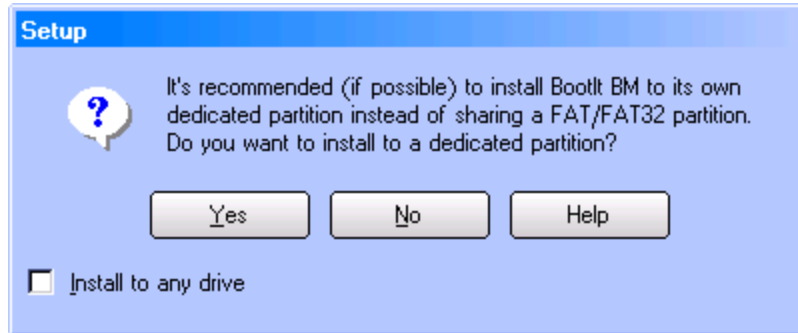 Setup
It's recommended (if possible) to install BootIt BM to its own
dedicated partition instead of sharing a FAT/FAT32 partition.
Do you want to install to a dedicated partition?
Yes No Help
Install to any drive